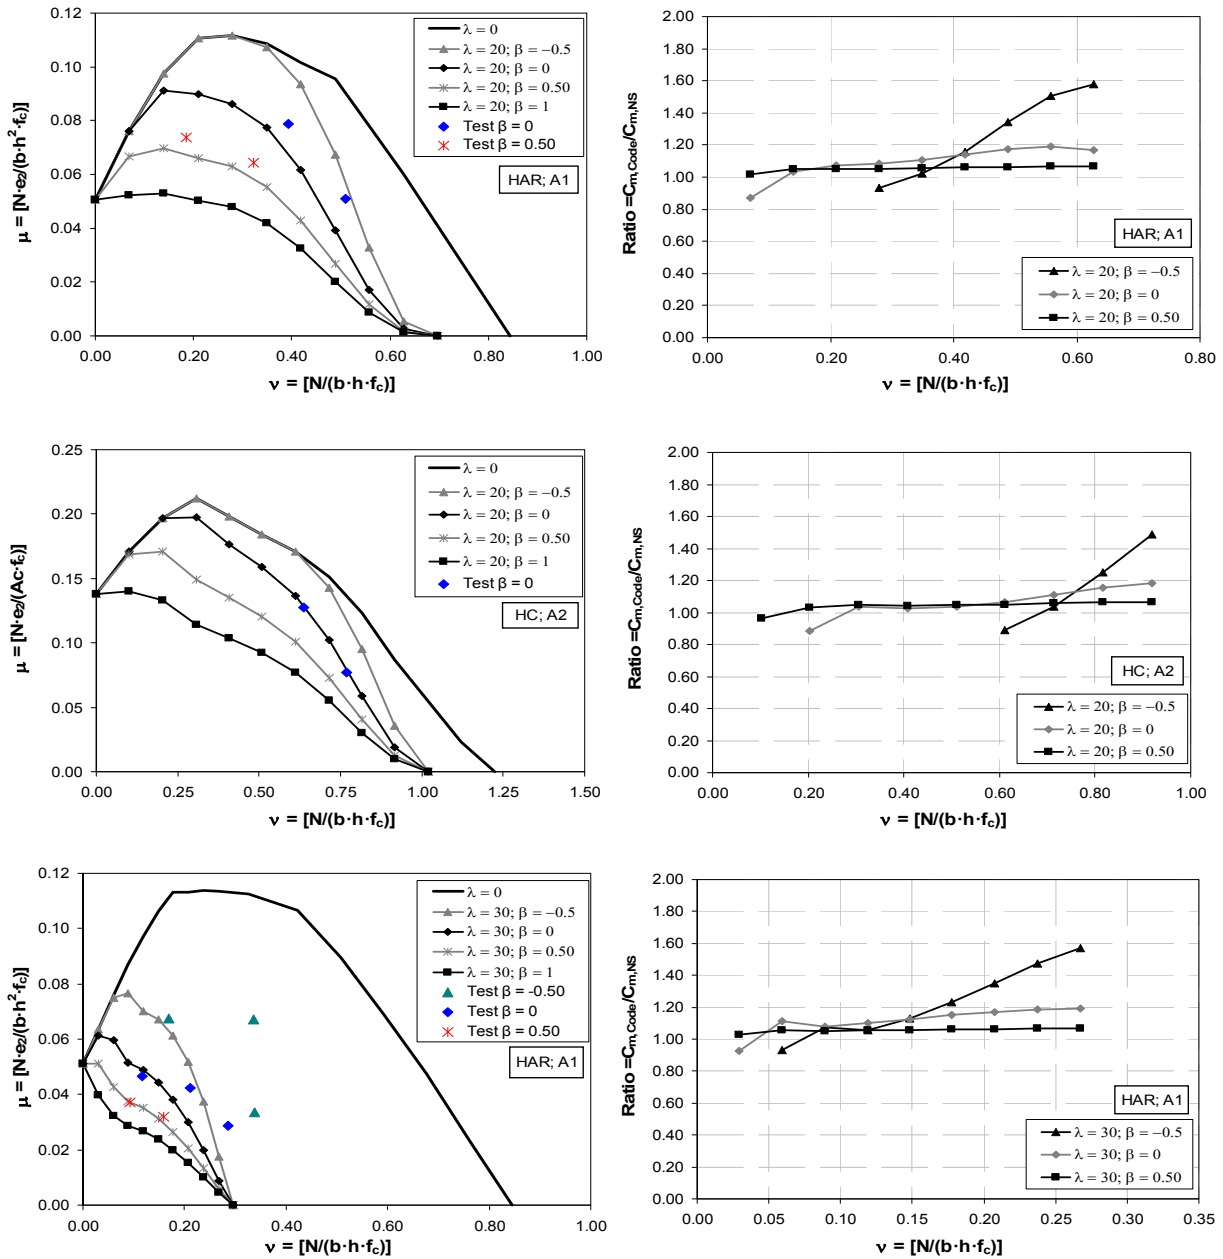 0.12
0.10
0.08
0.06
0.04
0.02
0.00
0.00
0.20
0.40
0.60
0.80
1.00
μ = [N·e₂/(b·h²·f꜀)]
ν = [N/(b·h·f꜀)]
λ = 0
λ = 20; β = −0.5
λ = 20; β = 0
λ = 20; β = 0.50
λ = 20; β = 1
Test β = 0
Test β = 0.50
HAR; A1
2.00
1.80
1.60
1.40
1.20
1.00
0.80
0.60
0.40
0.20
0.00
0.00
0.20
0.40
0.60
0.80
Ratio =Cm,Code/Cm,NS
ν = [N/(b·h·f꜀)]
HAR; A1
λ = 20; β = −0.5
λ = 20; β = 0
λ = 20; β = 0.50
0.25
0.20
0.15
0.10
0.05
0.00
0.00
0.25
0.50
0.75
1.00
1.25
1.50
μ = [N·e₂/(Ac·f꜀)]
ν = [N/(b·h·f꜀)]
λ = 0
λ = 20; β = −0.5
λ = 20; β = 0
λ = 20; β = 0.50
λ = 20; β = 1
Test β = 0
HC; A2
2.00
1.80
1.60
1.40
1.20
1.00
0.80
0.60
0.40
0.20
0.00
0.00
0.20
0.40
0.60
0.80
1.00
Ratio =Cm,Code/Cm,NS
ν = [N/(b·h·f꜀)]
HC; A2
λ = 20; β = −0.5
λ = 20; β = 0
λ = 20; β = 0.50
0.12
0.10
0.08
0.06
0.04
0.02
0.00
0.00
0.20
0.40
0.60
0.80
1.00
μ = [N·e₂/(b·h²·f꜀)]
ν = [N/(b·h·f꜀)]
λ = 0
λ = 30; β = −0.5
λ = 30; β = 0
λ = 30; β = 0.50
λ = 30; β = 1
Test β = -0.50
Test β = 0
Test β = 0.50
HAR; A1
2.00
1.80
1.60
1.40
1.20
1.00
0.80
0.60
0.40
0.20
0.00
0.00
0.05
0.10
0.15
0.20
0.25
0.30
0.35
Ratio =Cm,Code/Cm,NS
ν = [N/(b·h·f꜀)]
HAR; A1
λ = 30; β = −0.5
λ = 30; β = 0
λ = 30; β = 0.50